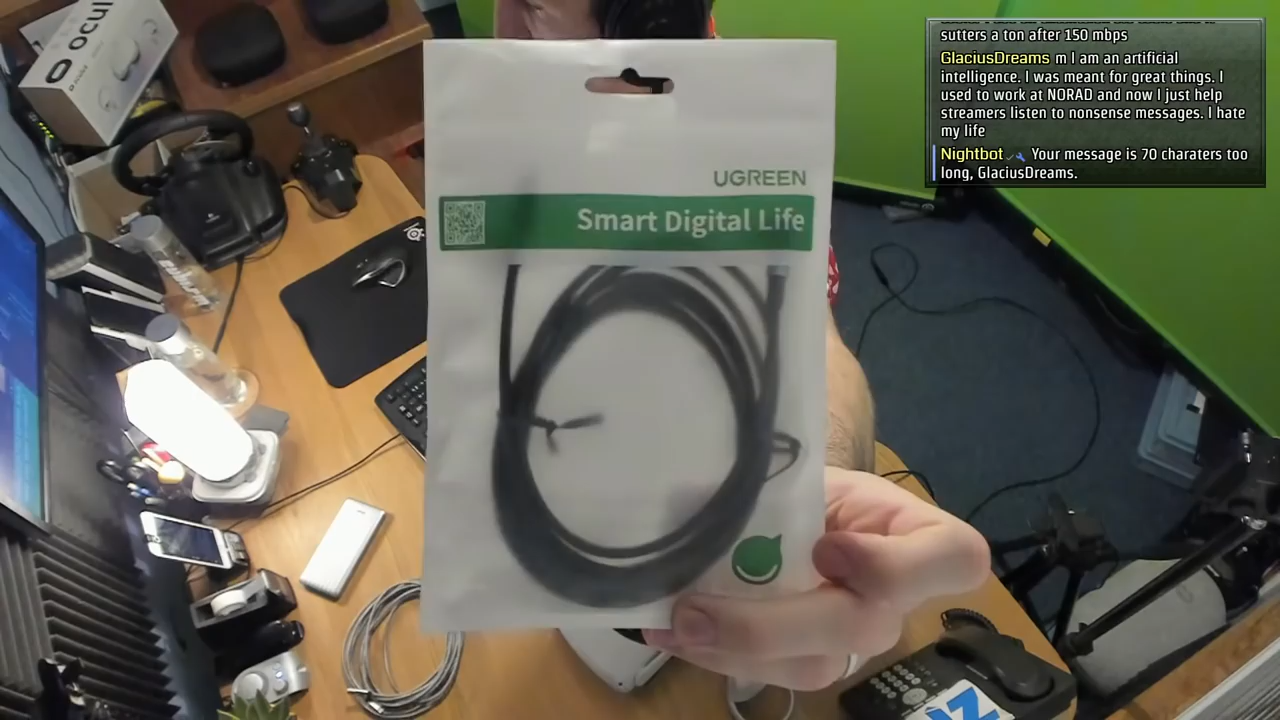 sutters a ton after 150 mbps
GlaciusDreams m I am an artificial
intelligence. I was meant for great things. I
used to work at NORAD and now I just help
streamers listen to nonsense messages. I hate
my life
Nightbot Your message is 70 charaters too
long, GlaciusDreams.
UGREEN
Smart Digital Life
OCUL